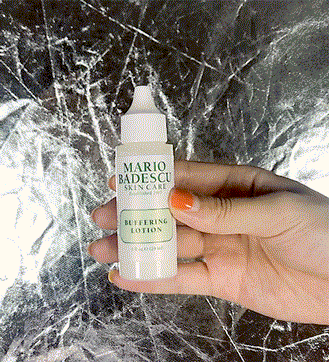 MARIO
BADESCU
SKIN CARE
BUFFERING
LOTION